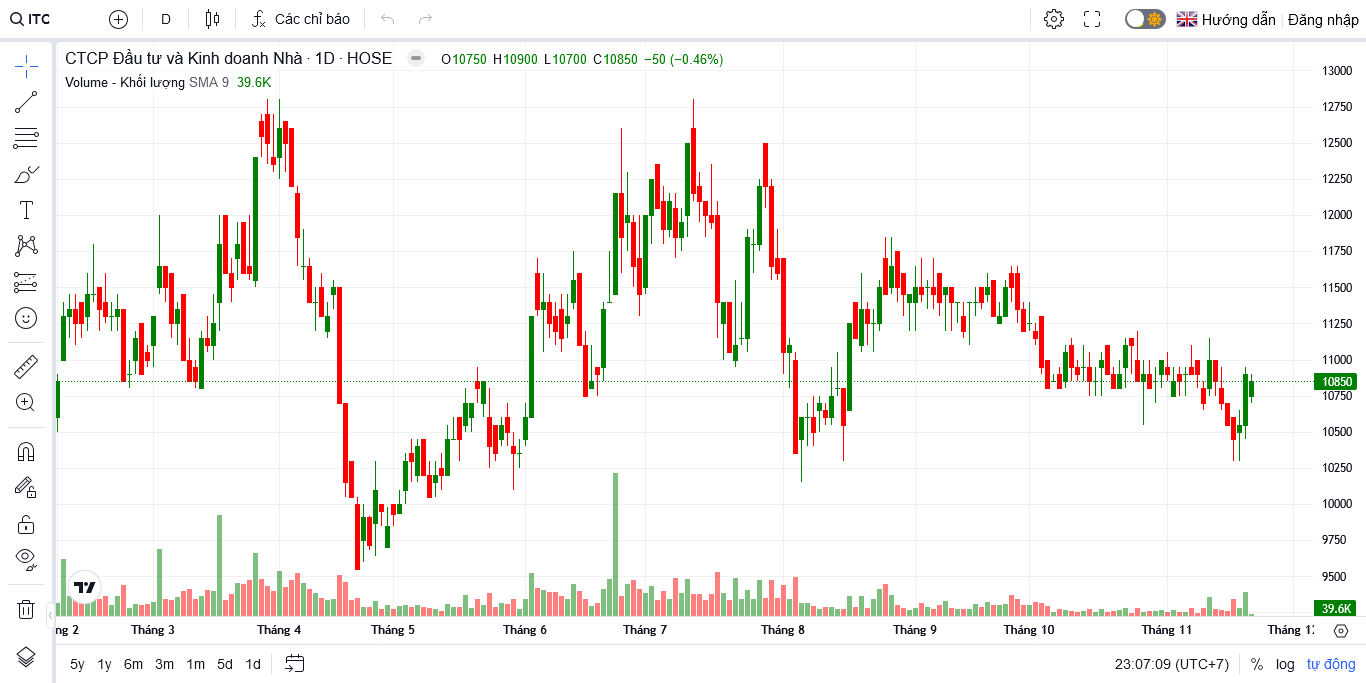 ITC D Các chỉ báo Hướng dẫn Đăng nhập
CTCP Đầu tư và Kinh doanh Nhà · 1D · HOSE O10750 H10900 L10700 C10850 −50 (−0.46%)
Volume - Khối lượng SMA 9 39.6K
13000
12750
12500
12250
12000
11750
11500
11250
11000
10850
10750
10500
10250
10000
9750
9500
39.6K
ng 2 Tháng 3 Tháng 4 Tháng 5 Tháng 6 Tháng 7 Tháng 8 Tháng 9 Tháng 10 Tháng 11 Tháng 12
5y 1y 6m 3m 1m 5d 1d 23:07:09 (UTC+7) % log tự động